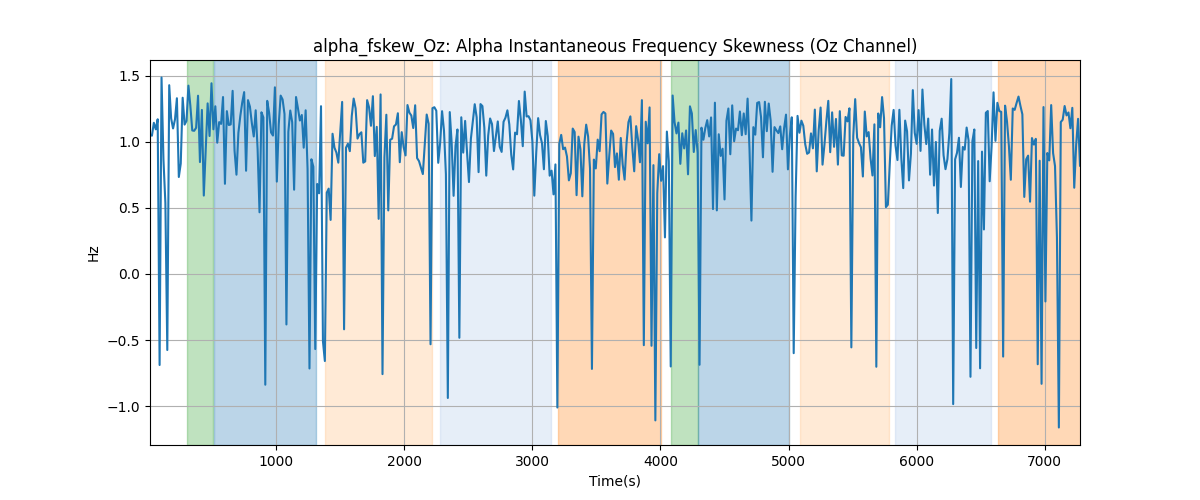 alpha_fskew_Oz: Alpha Instantaneous Frequency Skewness (Oz Channel)
1.5
1.0
0.5
0.0
−0.5
−1.0
Hz
1000 2000 3000 4000 5000 6000 7000
Time(s)